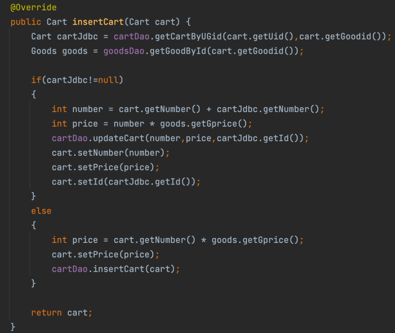 @Override
public Cart insertCart(Cart cart) {
    Cart cartJdbc = cartDao.getCartByUGid(cart.getUid(),cart.getGoodid());
    Goods goods = goodsDao.getGoodById(cart.getGoodid());

    if(cartJdbc!=null)
    {
        int number = cart.getNumber() + cartJdbc.getNumber();
        int price = number * goods.getGprice();
        cartDao.updateCart(number,price,cartJdbc.getId());
        cart.setNumber(number);
        cart.setPrice(price);
        cart.setId(cartJdbc.getId());
    }
    else
    {
        int price = cart.getNumber() * goods.getGprice();
        cart.setPrice(price);
        cartDao.insertCart(cart);
    }

    return cart;
}